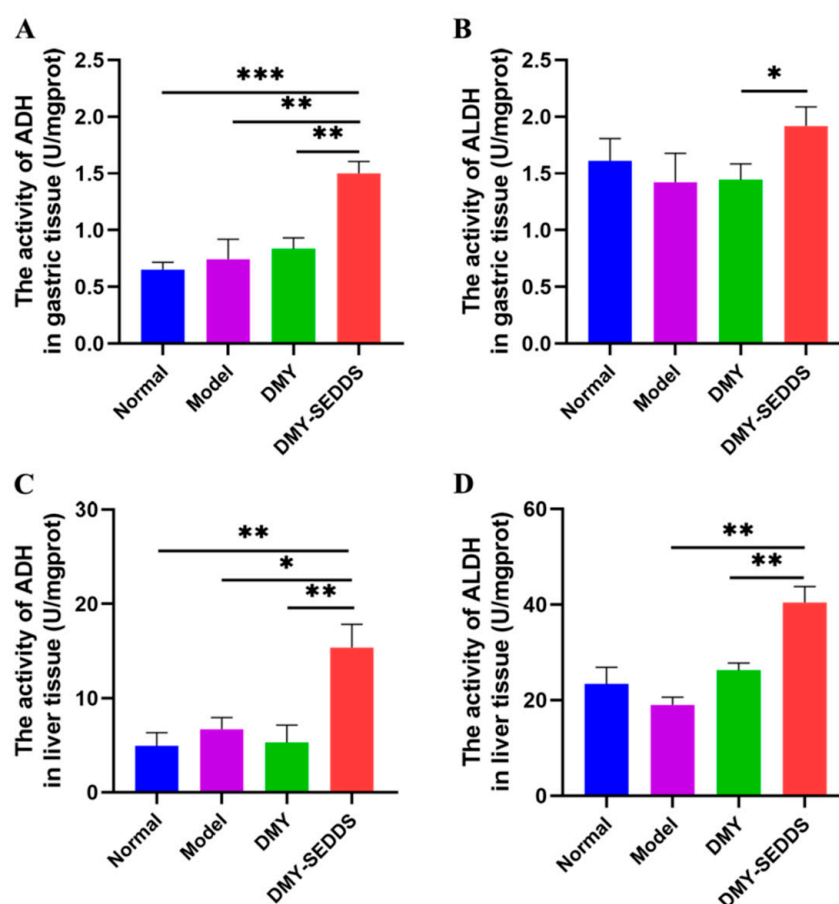 A
The activity of ADH
in gastric tissue (U/mgprot)
2.5
2.0
1.5
1.0
0.5
0.0
***
**
**
Normal
Model
DMY
DMY-SEDDS
B
The activity of ALDH
in gastric tissue (U/mgprot)
2.5
2.0
1.5
1.0
0.5
0.0
*
Normal
Model
DMY
DMY-SEDDS
C
The activity of ADH
in liver tissue (U/mgprot)
30
20
10
0
**
*
**
Normal
Model
DMY
DMY-SEDDS
D
The activity of ALDH
in liver tissue (U/mgprot)
60
40
20
0
**
**
Normal
Model
DMY
DMY-SEDDS